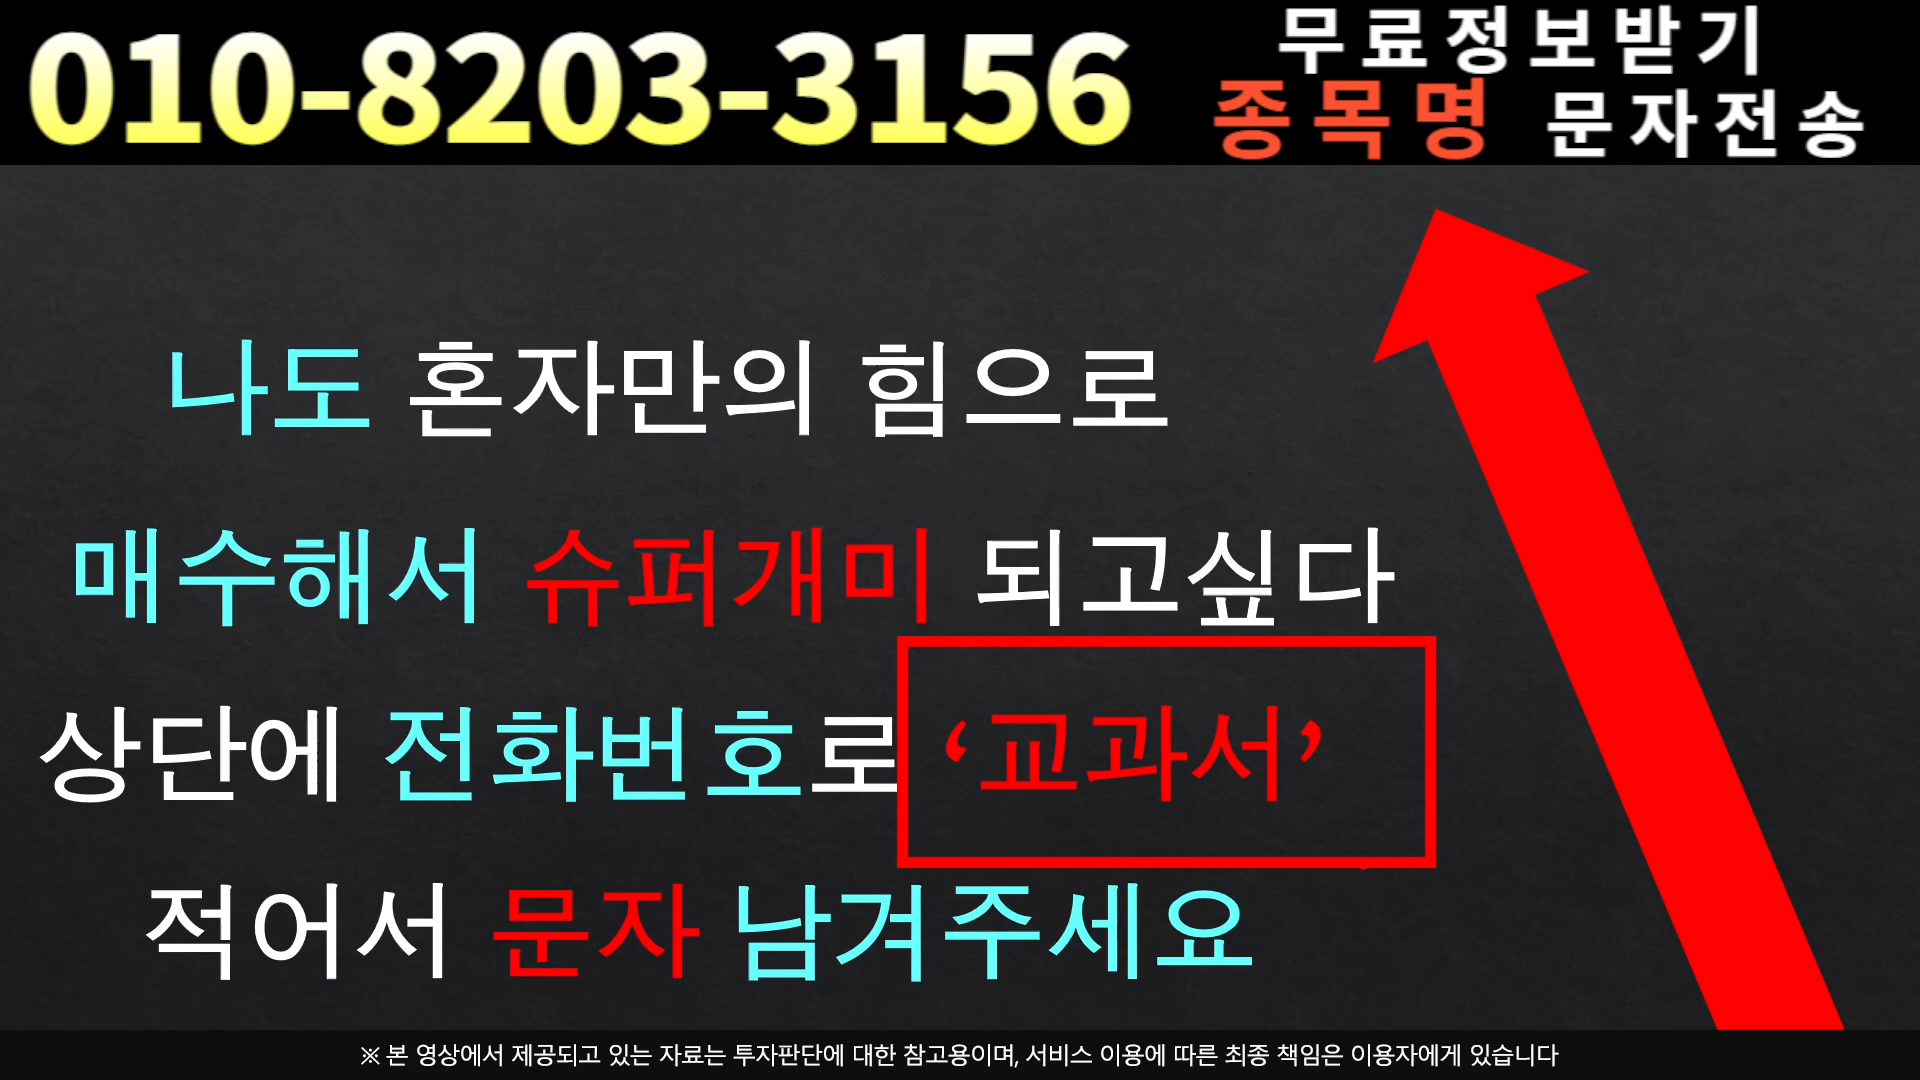 010-8203-3156
무료정보받기
종목명 문자전송
나도 혼자만의 힘으로
매수해서 슈퍼개미 되고싶다
상단에 전화번호로 ‘교과서’
적어서 문자 남겨주세요
※ 본 영상에서 제공되고 있는 자료는 투자판단에 대한 참고용이며, 서비스 이용에 따른 최종 책임은 이용자에게 있습니다